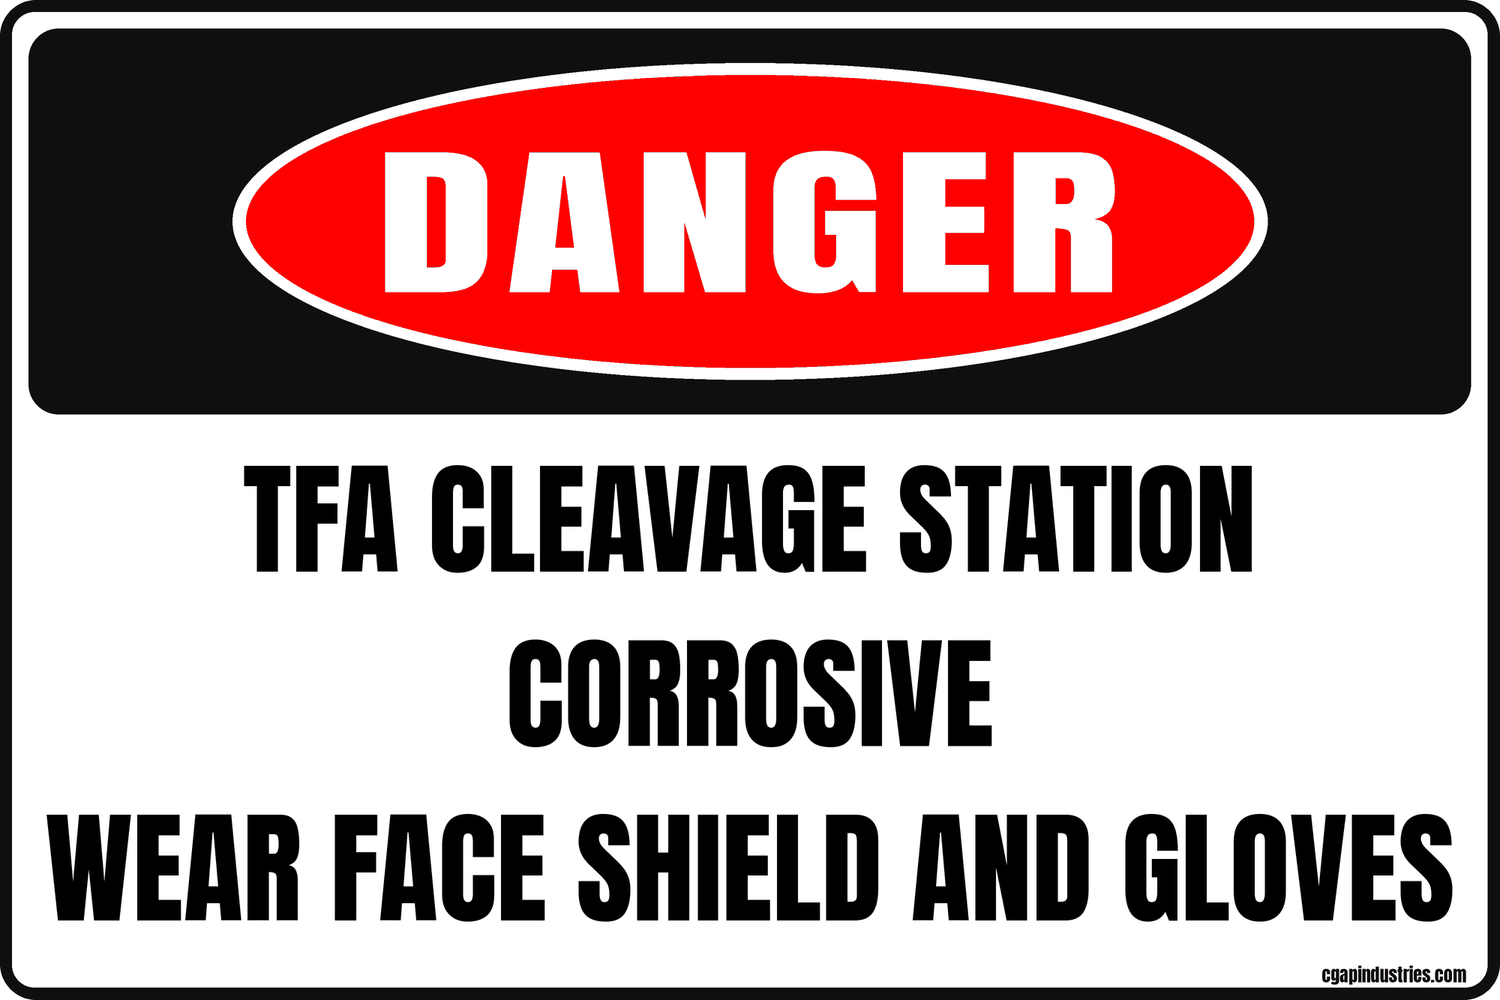 DANGER
TFA CLEAVAGE STATION
CORROSIVE
WEAR FACE SHIELD AND GLOVES
cgapindustries.com